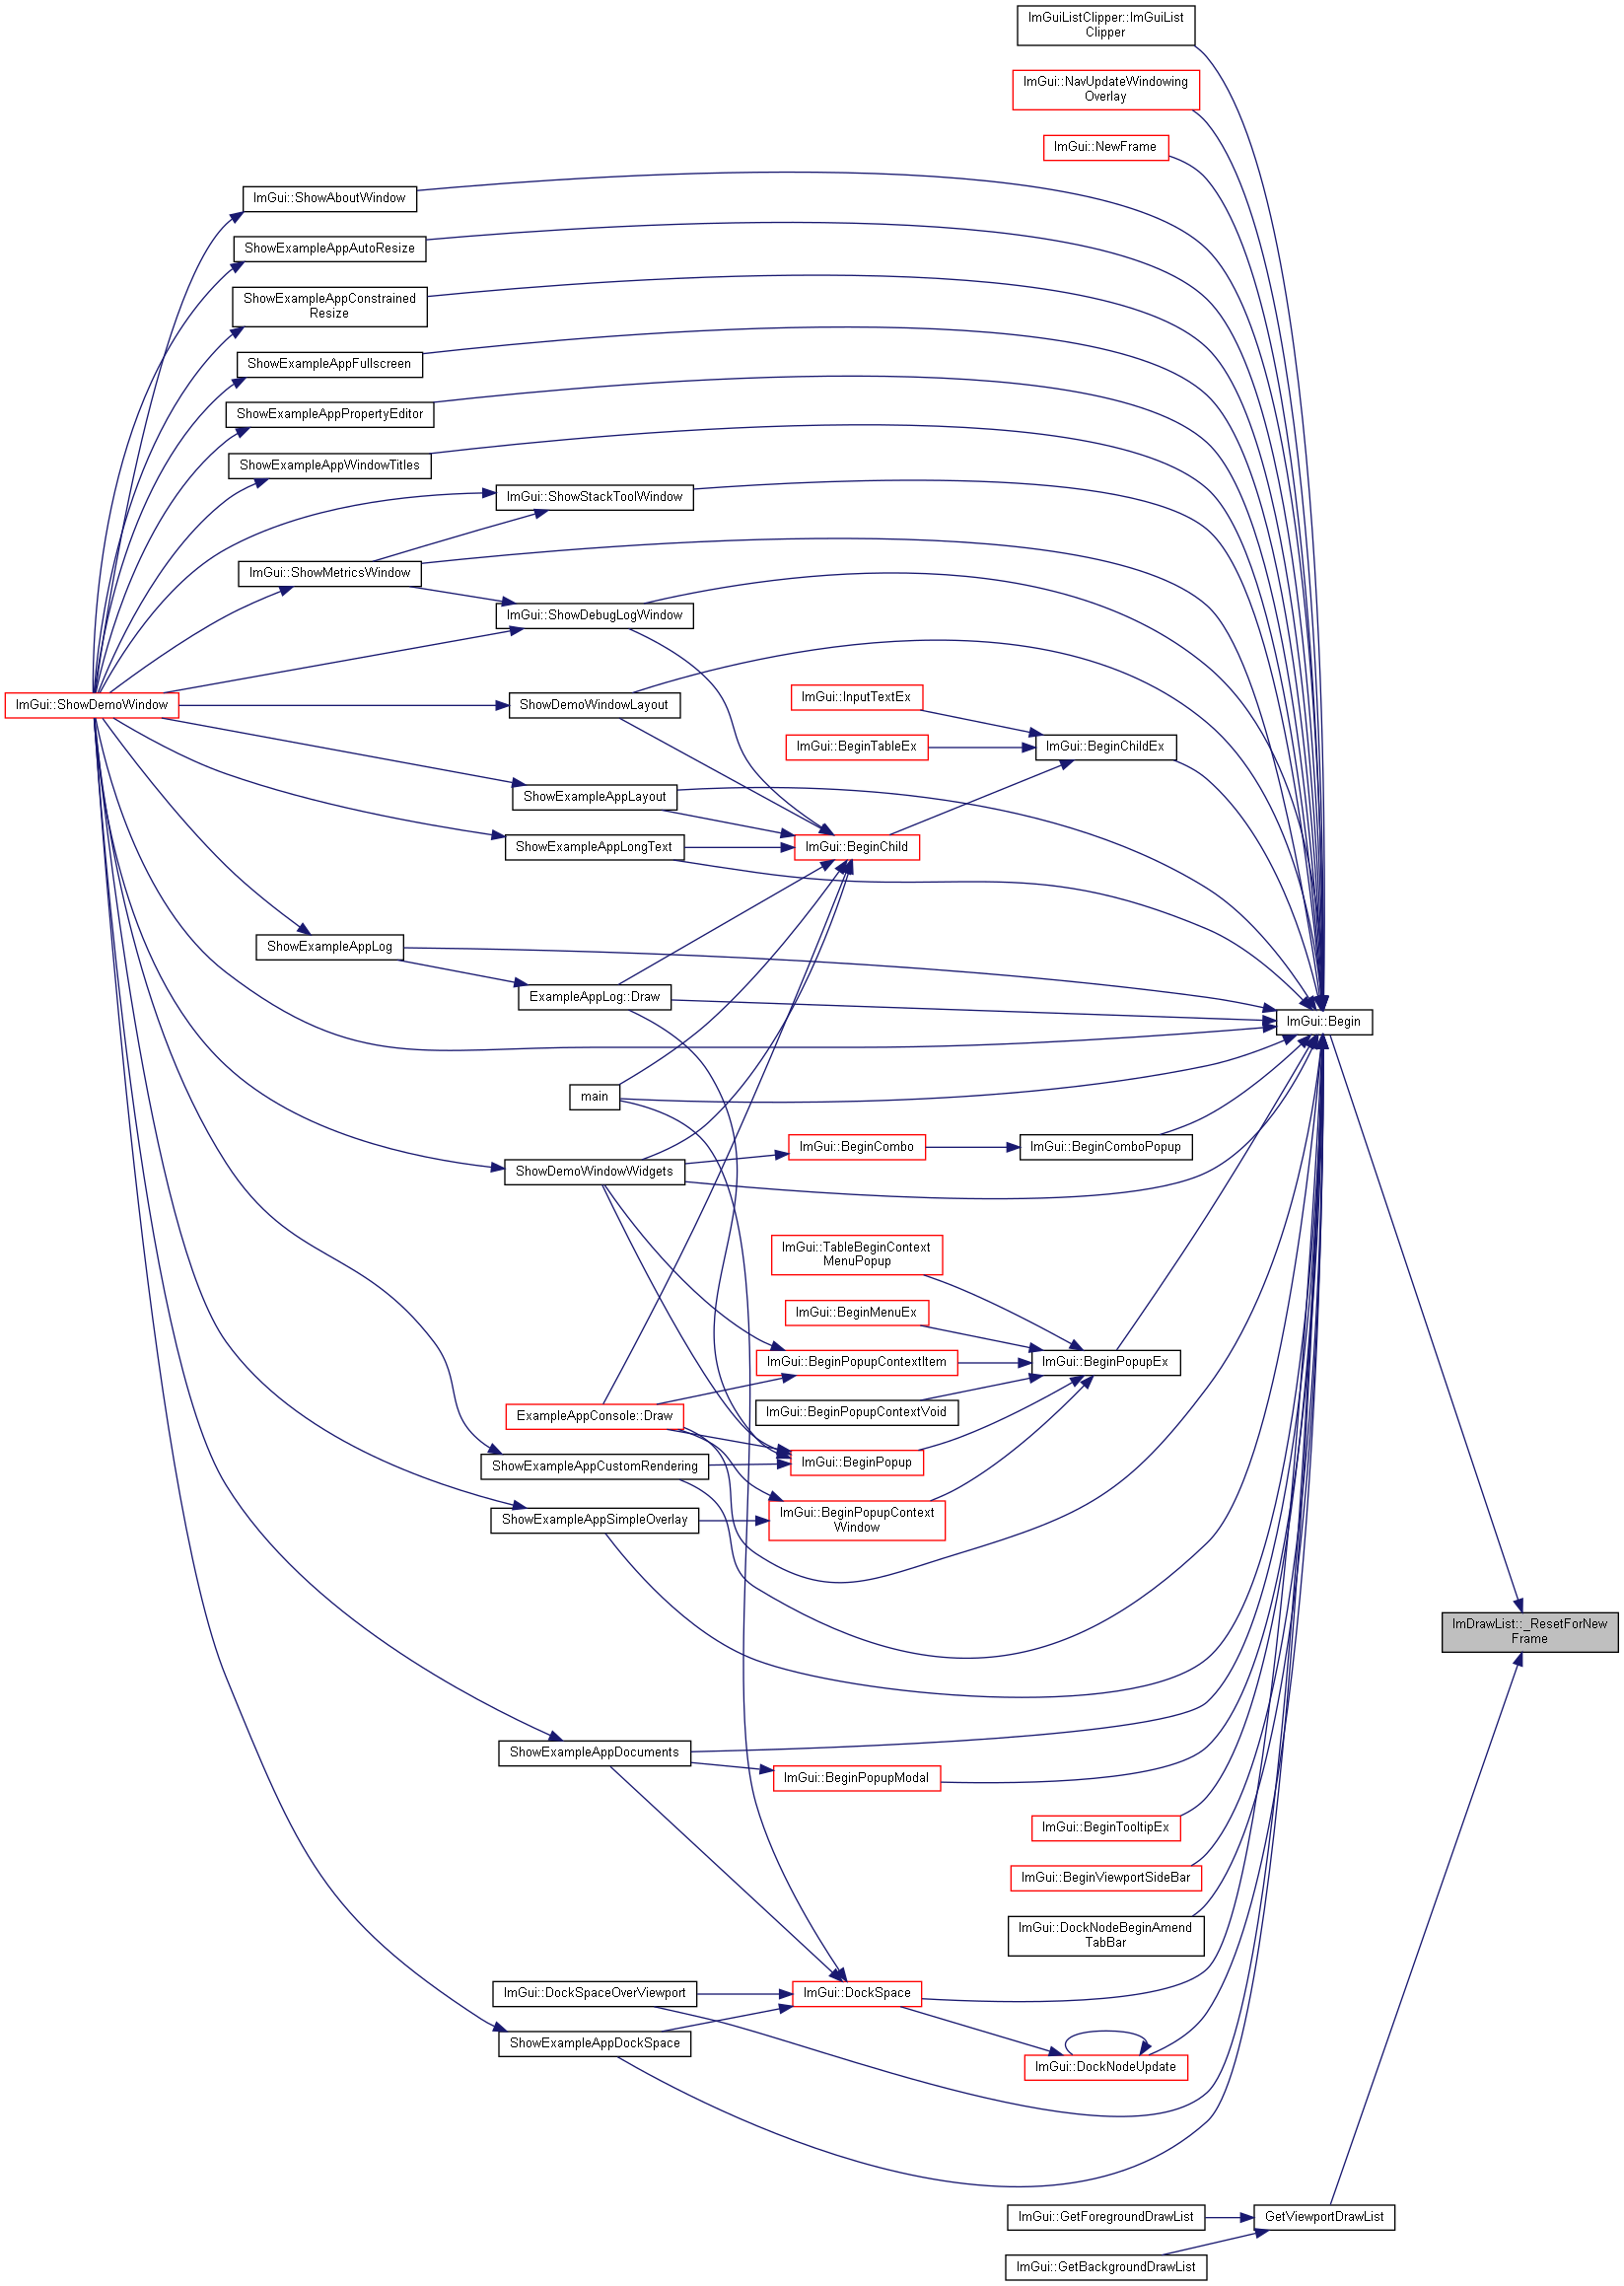 ImGuiListClipper::ImGuiList
Clipper
ImGui::NavUpdateWindowing
Overlay
ImGui::NewFrame
ImGui::ShowAboutWindow
ShowExampleAppAutoResize
ShowExampleAppConstrained
Resize
ShowExampleAppFullscreen
ShowExampleAppPropertyEditor
ShowExampleAppWindowTitles
ImGui::ShowStackToolWindow
ImGui::ShowMetricsWindow
ImGui::ShowDebugLogWindow
ImGui::ShowDemoWindow
ShowDemoWindowLayout
ImGui::InputTextEx
ImGui::BeginTableEx
ImGui::BeginChildEx
ShowExampleAppLayout
ShowExampleAppLongText
ImGui::BeginChild
ShowExampleAppLog
ExampleAppLog::Draw
ImGui::Begin
main
ImGui::BeginCombo
ImGui::BeginComboPopup
ShowDemoWindowWidgets
ImGui::TableBeginContext
MenuPopup
ImGui::BeginMenuEx
ImGui::BeginPopupContextItem
ImGui::BeginPopupEx
ImGui::BeginPopupContextVoid
ExampleAppConsole::Draw
ImGui::BeginPopup
ShowExampleAppCustomRendering
ImGui::BeginPopupContext
Window
ShowExampleAppSimpleOverlay
ImDrawList::_ResetForNew
Frame
ShowExampleAppDocuments
ImGui::BeginPopupModal
ImGui::BeginTooltipEx
ImGui::BeginViewportSideBar
ImGui::DockNodeBeginAmend
TabBar
ImGui::DockSpaceOverViewport
ImGui::DockSpace
ShowExampleAppDockSpace
ImGui::DockNodeUpdate
ImGui::GetForegroundDrawList
GetViewportDrawList
ImGui::GetBackgroundDrawList